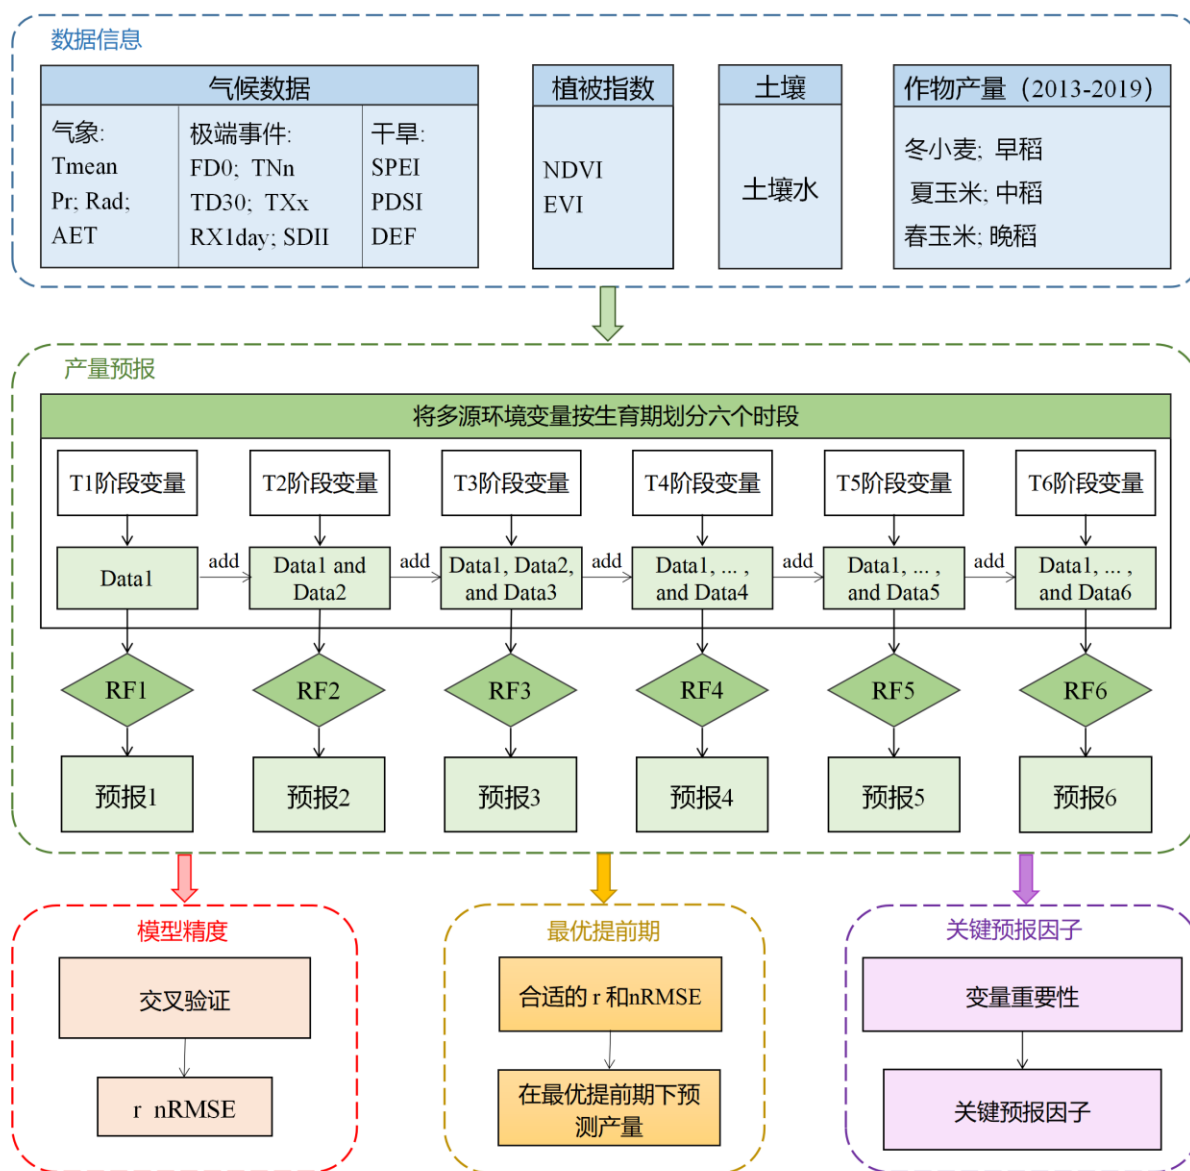 数据信息
气候数据
气象:
Tmean
Pr; Rad;
AET
极端事件:
FD0; TNn
TD30; TXx
RX1day; SDII
干旱:
SPEI
PDSI
DEF
植被指数
NDVI
EVI
土壤
土壤水
作物产量（2013-2019）
冬小麦; 早稻
夏玉米; 中稻
春玉米; 晚稻
产量预报
将多源环境变量按生育期划分六个时段
T1阶段变量
T2阶段变量
T3阶段变量
T4阶段变量
T5阶段变量
T6阶段变量
Data1
add
Data1 and
Data2
add
Data1, Data2,
and Data3
add
Data1, ... ,
and Data4
add
Data1, ... ,
and Data5
add
Data1, ... ,
and Data6
RF1
RF2
RF3
RF4
RF5
RF6
预报1
预报2
预报3
预报4
预报5
预报6
模型精度
交叉验证
r nRMSE
最优提前期
合适的 r 和nRMSE
在最优提前期下预
测产量
关键预报因子
变量重要性
关键预报因子